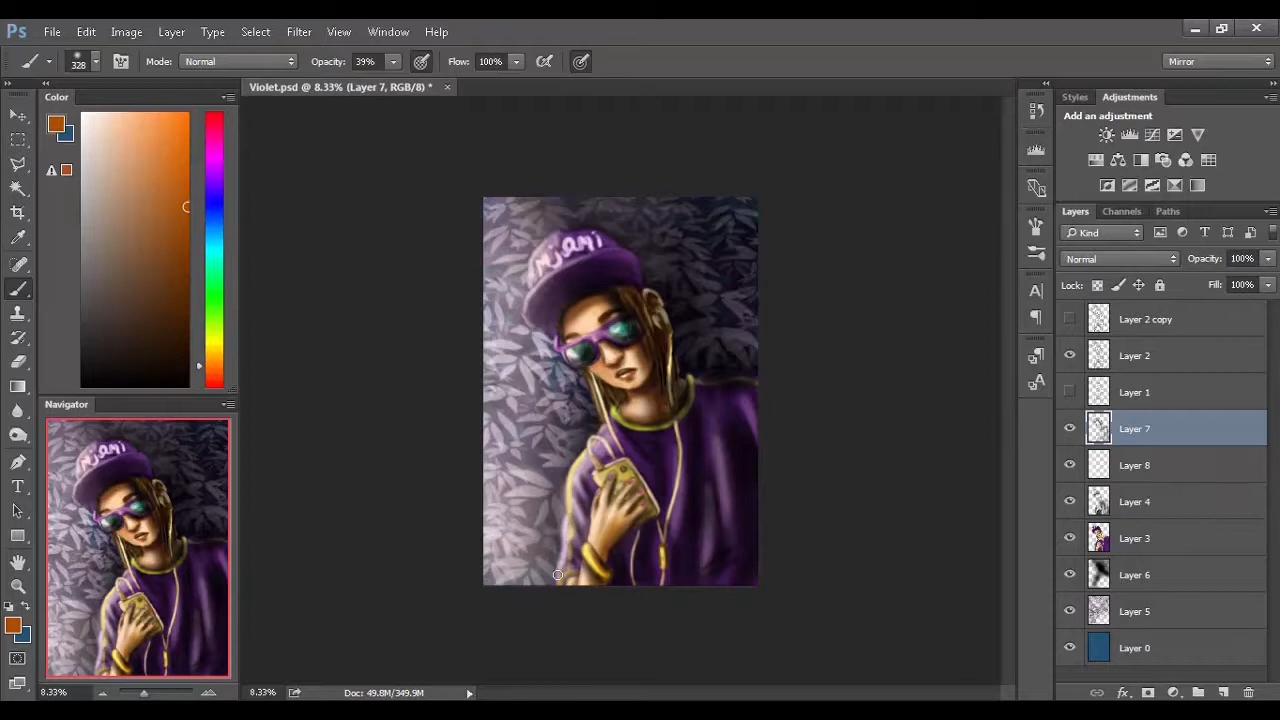 Ps File Edit Image Layer Type Select Filter View Window Help
328 Mode: Normal Opacity: 39% Flow: 100% Mirror
Violet.psd @ 8.33% (Layer 7, RGB/8) *
Color
Styles Adjustments
Add an adjustment
Layers Channels Paths
Kind
Normal Opacity: 100%
Lock: Fill: 100%
Layer 2 copy
Layer 2
Layer 1
Layer 7
Layer 8
Layer 4
Layer 3
Layer 6
Layer 5
Layer 0
miami
Navigator
miami
8.33%
8.33% Doc: 49.8M/349.9M